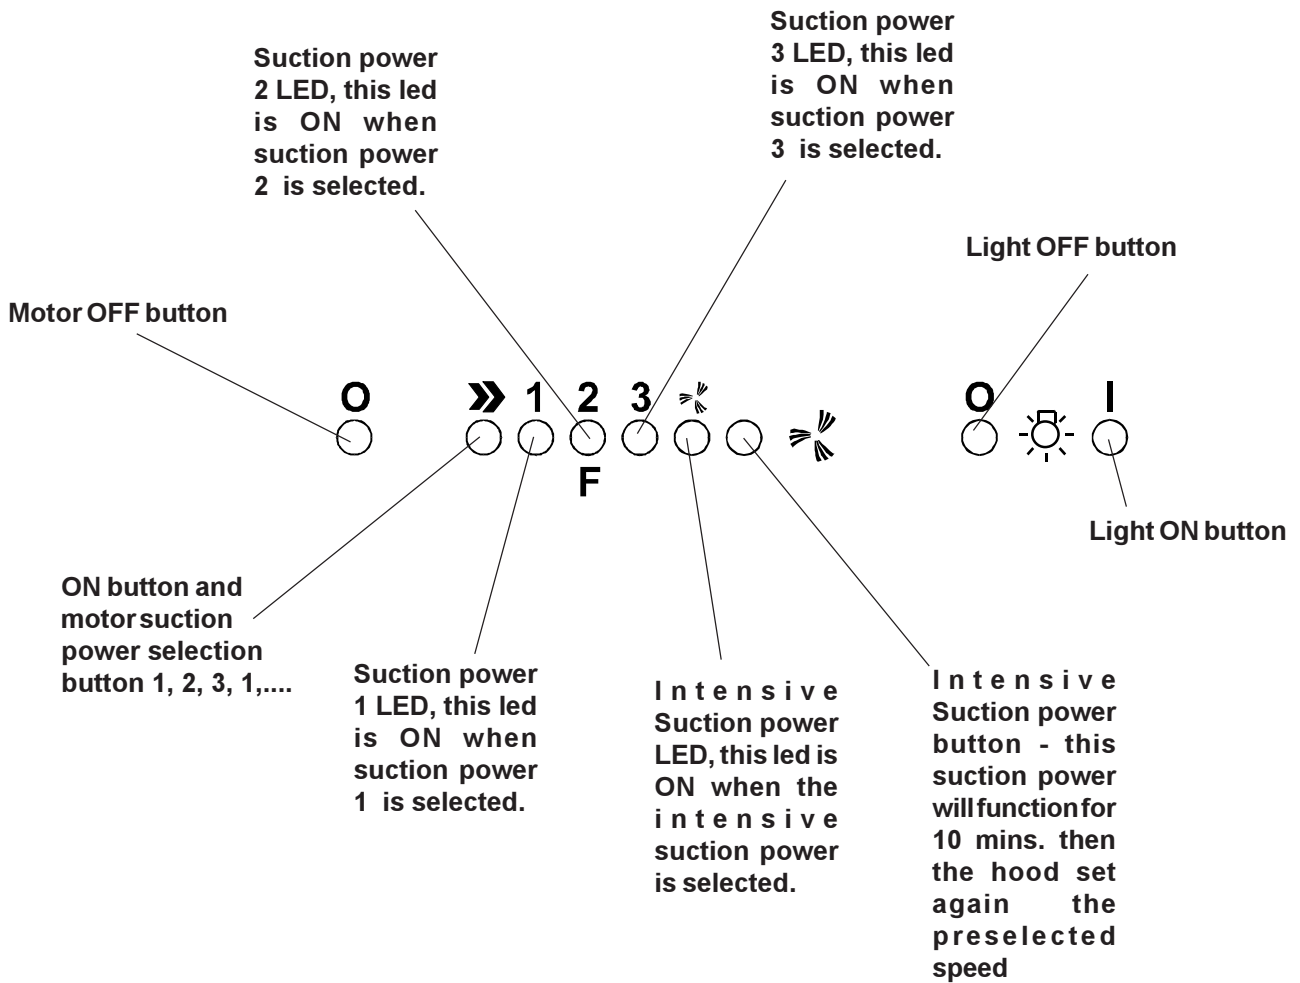 Suction power
3 LED, this led
is ON when
suction power
3 is selected.
Suction power
2 LED, this led
is ON when
suction power
2 is selected.
Light OFF button
Motor OFF button
O 1 2 3 O I
F
Light ON button
ON button and
motor suction
power selection
button 1, 2, 3, 1,....
Suction power
1 LED, this led
is ON when
suction power
1 is selected.
Intensive
Suction power
LED, this led is
ON when the
intensive
suction power
is selected.
Intensive
Suction power
button - this
suction power
will function for
10 mins. then
the hood set
again the
preselected
speed